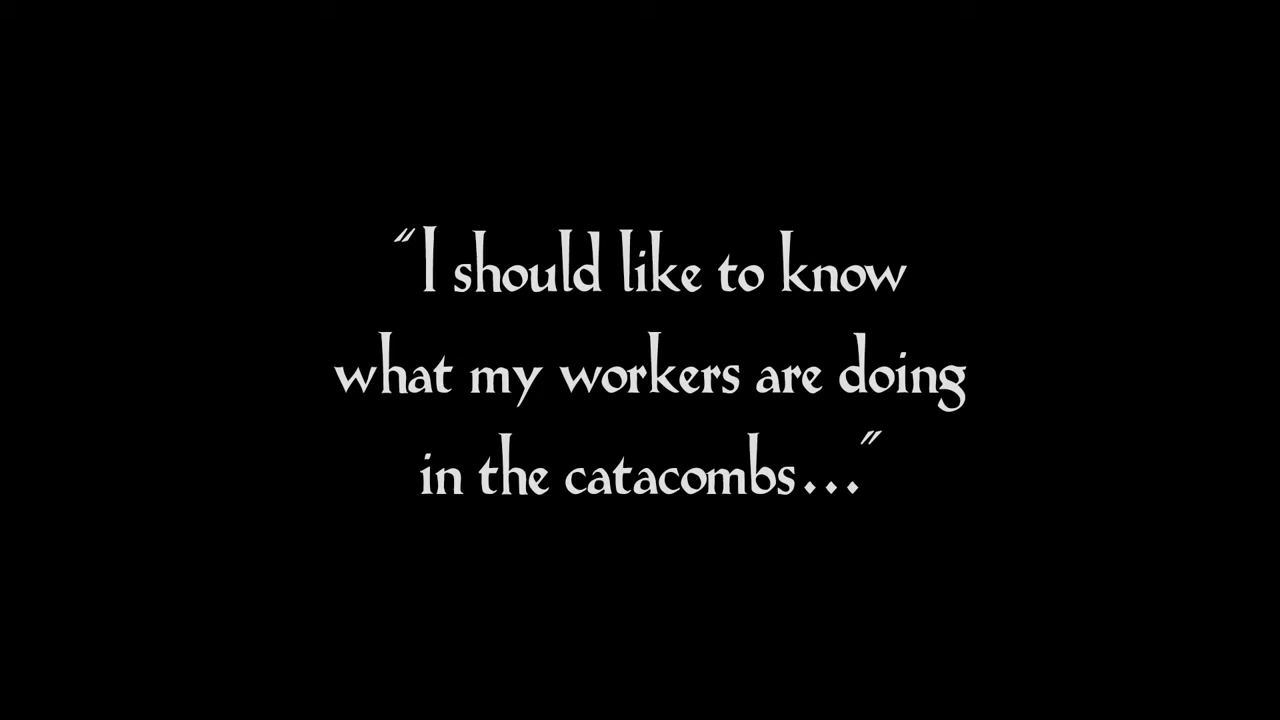 “I should like to know
what my workers are doing
in the catacombs...”